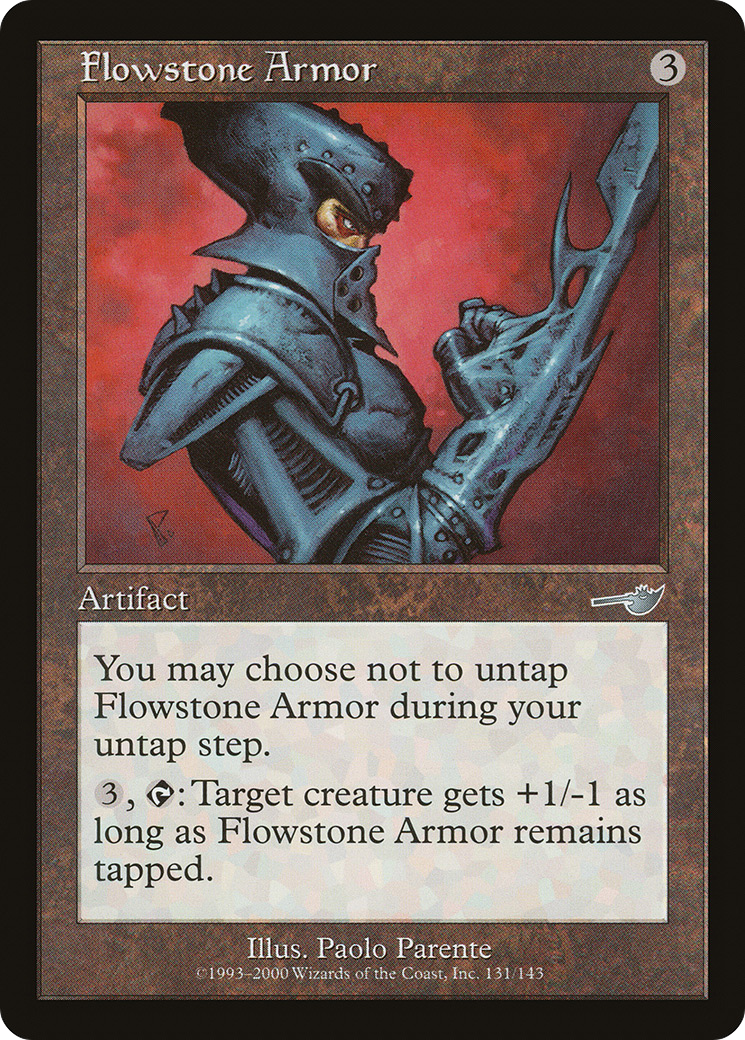 Flowstone Armor 3
Artifact
You may choose not to untap
Flowstone Armor during your
untap step.
3, : Target creature gets +1/-1 as
long as Flowstone Armor remains
tapped.
Illus. Paolo Parente
©1993-2000 Wizards of the Coast, Inc. 131/143